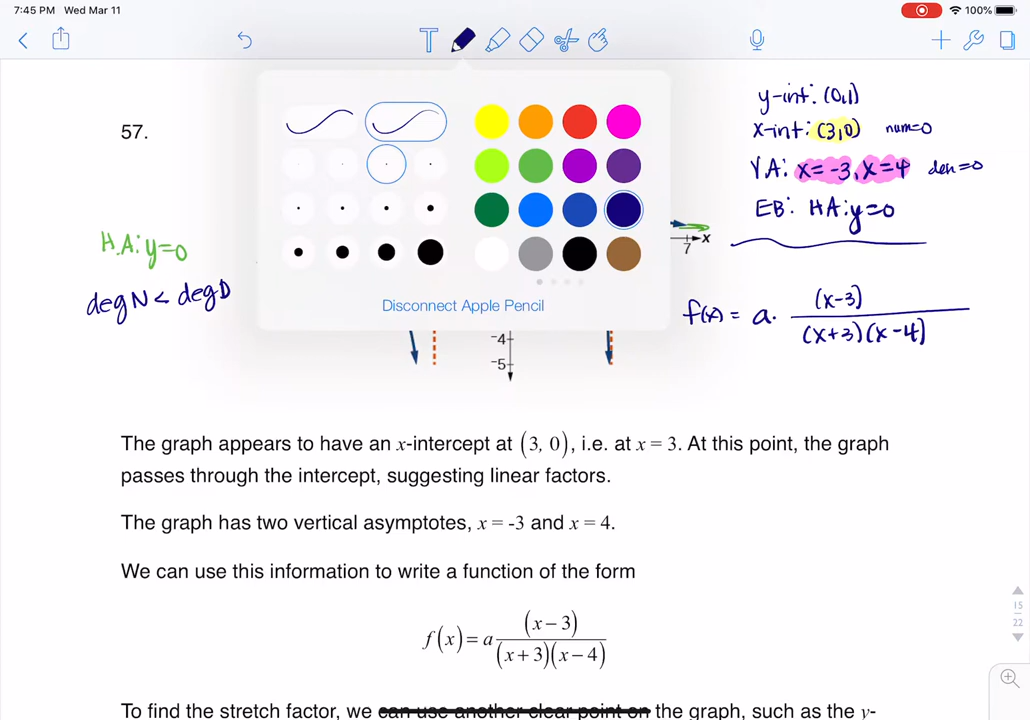 7:45 PM Wed Mar 11
100%
T
y-int: (0,1)
x-int: (3,0) num=0
V.A: x=-3, x=4 den=0
EB: HA: y=0
57.
H.A: y=0
deg N < deg D
x
7
Disconnect Apple Pencil
-4
-5
f(x) = a· (x-3)
(x+3)(x-4)
The graph appears to have an x-intercept at (3, 0), i.e. at x = 3. At this point, the graph
passes through the intercept, suggesting linear factors.
The graph has two vertical asymptotes, x = -3 and x = 4.
We can use this information to write a function of the form
f(x) = a (x − 3)
(x + 3)(x − 4)
15
22
To find the stretch factor, we can use another clear point on the graph, such as the y-